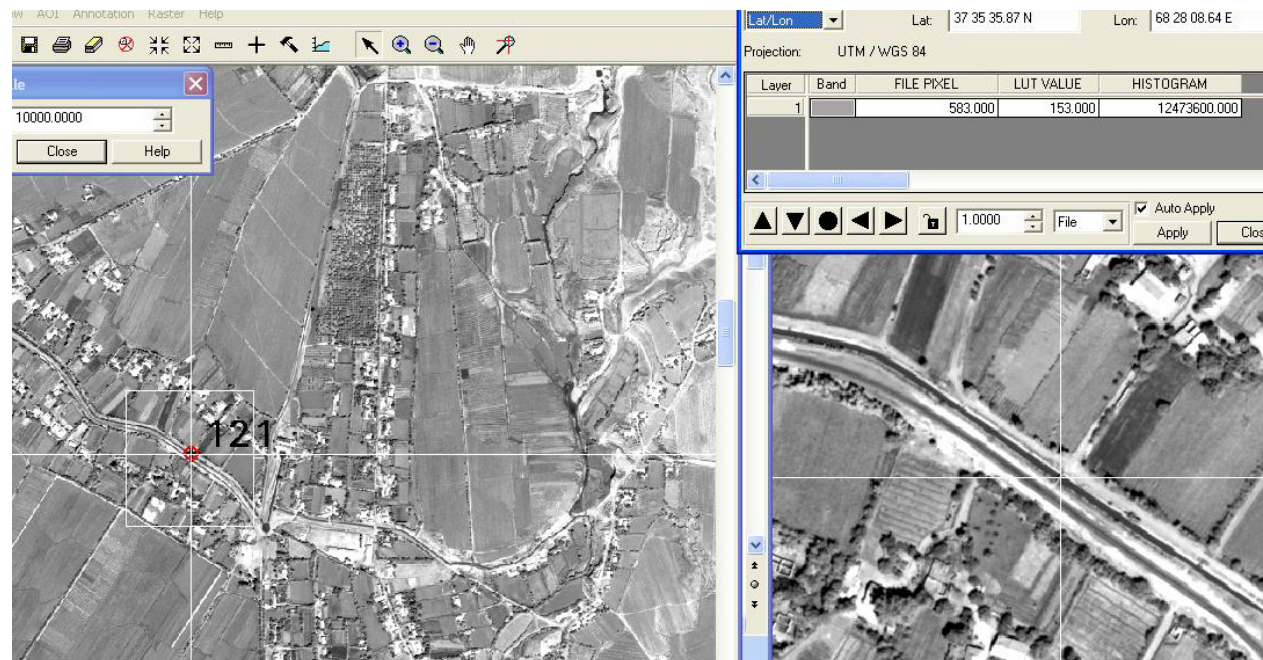 AOI Annotation Raster Help
10000.0000
Close Help
121
Lat/Lon Lat: 37 35 35.87 N Lon: 68 28 08.64 E
Projection: UTM / WGS 84
Layer Band FILE PIXEL LUT VALUE HISTOGRAM
1 583.000 153.000 12473600.000
1.0000 File Auto Apply
Apply